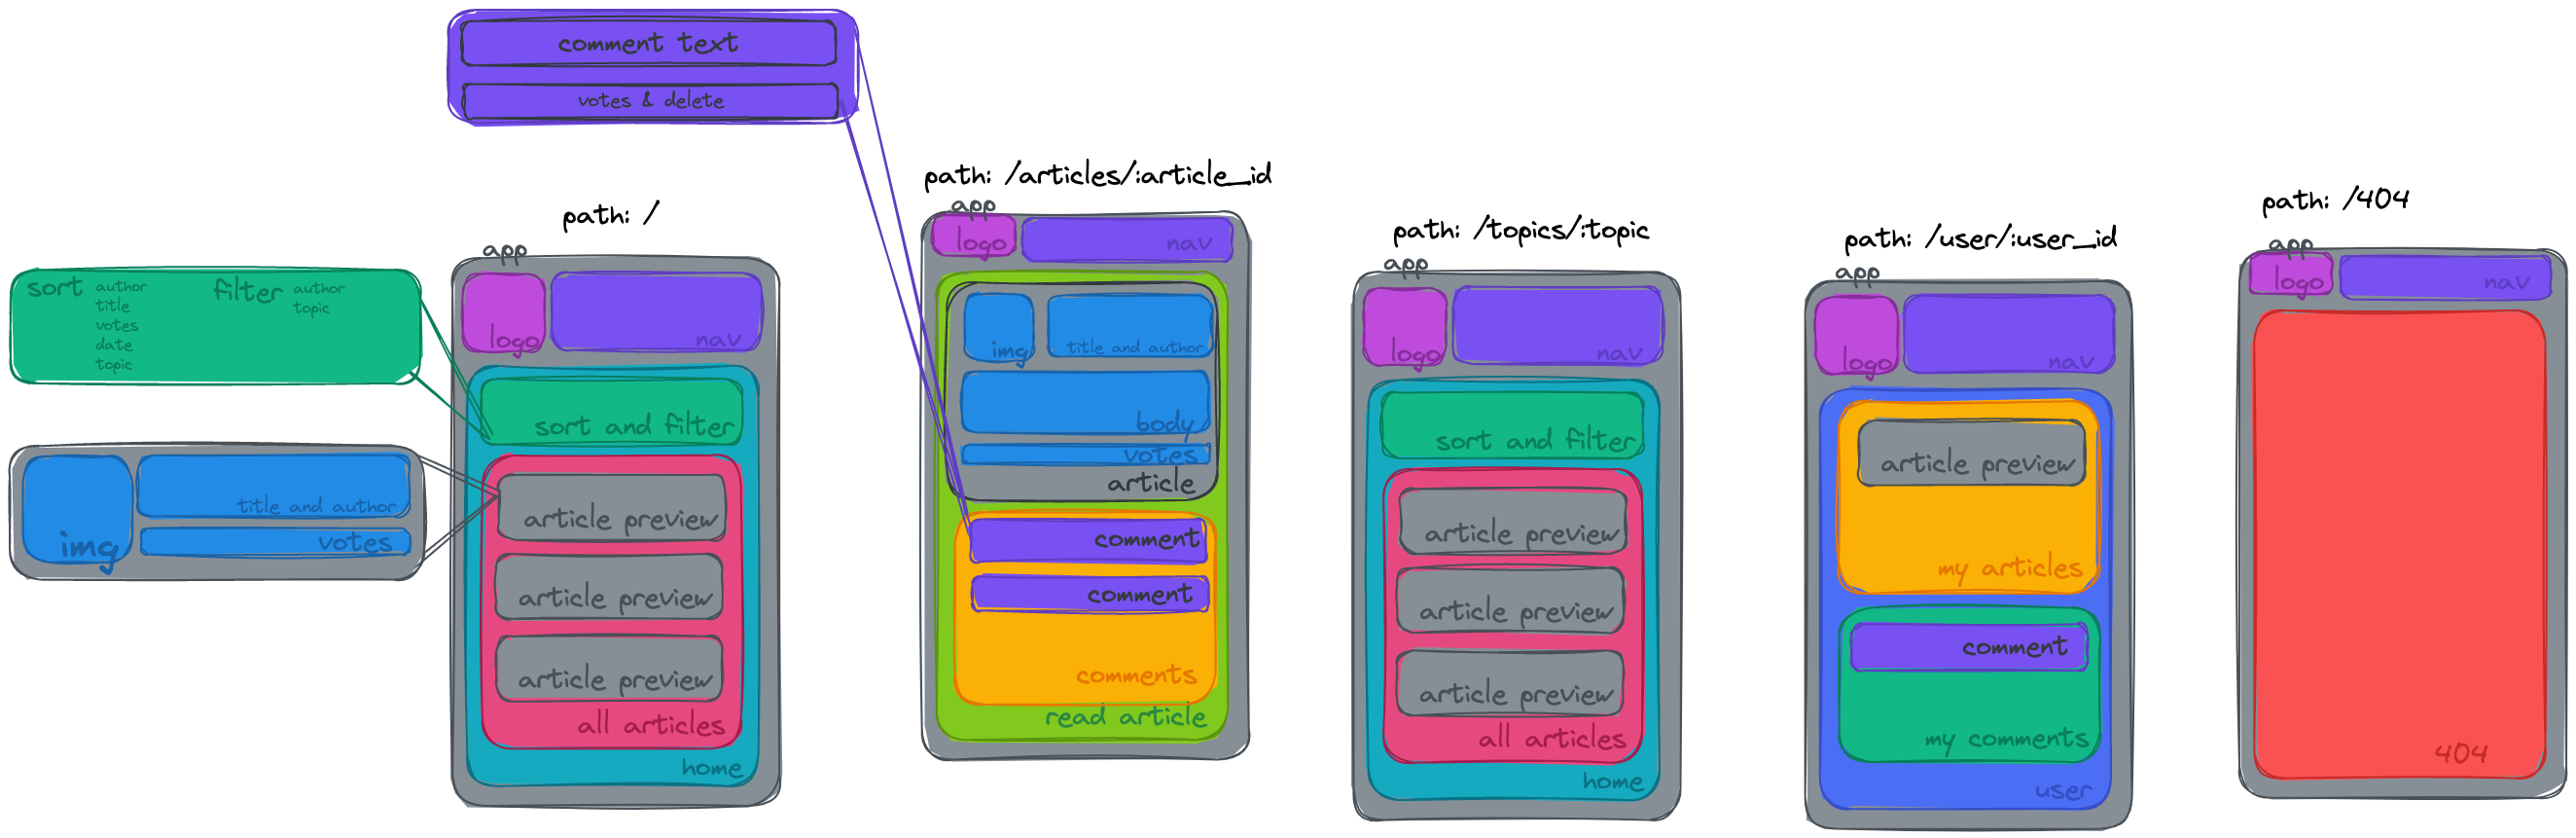 comment text
votes & delete
sort
author
title
votes
date
topic
filter
author
topic
img
title and author
votes
path: /
app
logo
nav
sort and filter
article preview
article preview
article preview
all articles
home
path: /articles/:article_id
app
logo
nav
img
title and author
body
votes
article
comment
comment
comments
read article
path: /topics/:topic
app
logo
nav
sort and filter
article preview
article preview
article preview
all articles
home
path: /user/:user_id
app
logo
nav
article preview
my articles
comment
my comments
user
path: /404
app
logo
nav
404